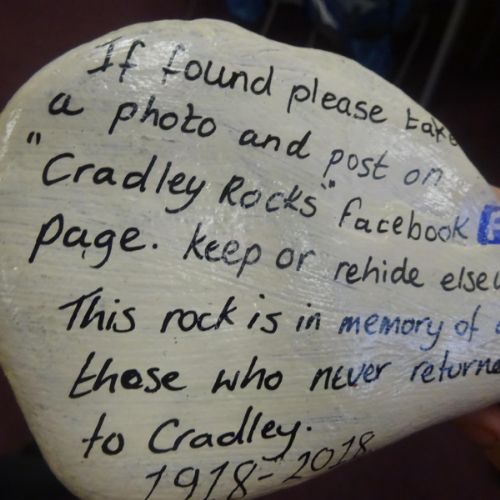 If found please take
a photo and post on
"Cradley Rocks" facebook
page. keep or rehide
This rock is in memory of
those who never
to Cradley.
1918-2018